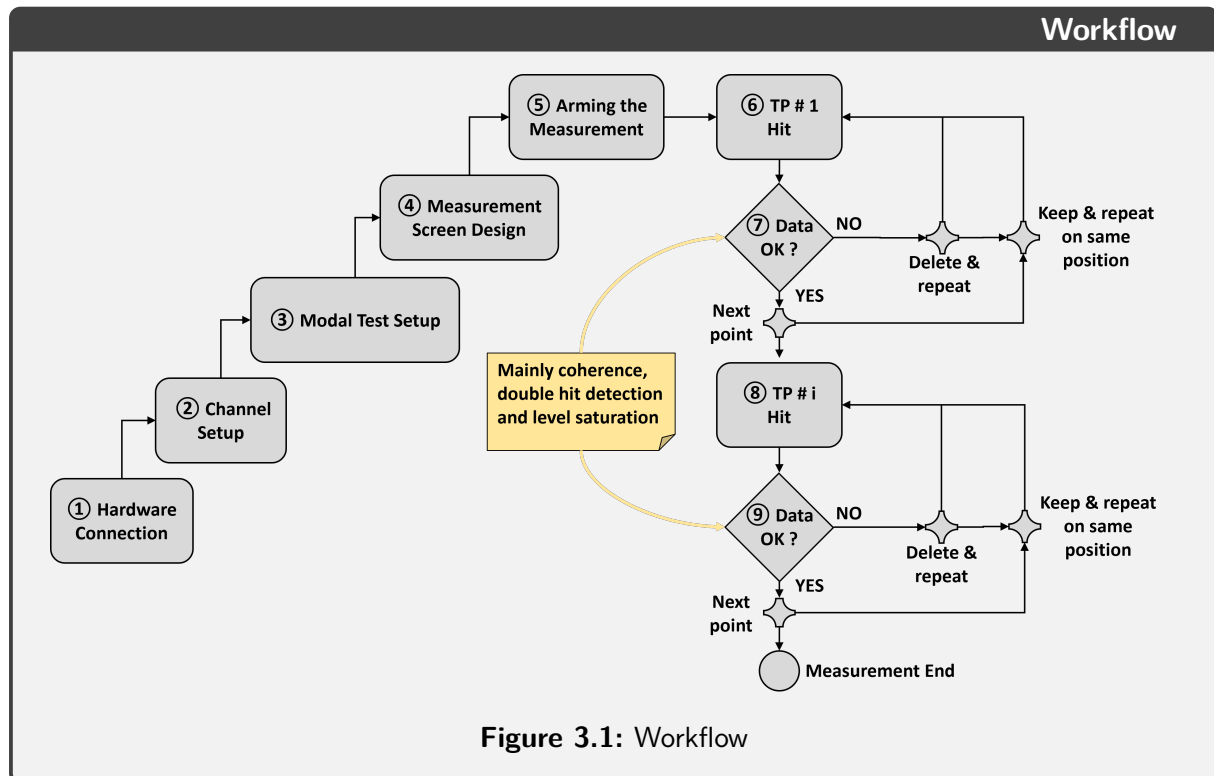 Workflow
① Hardware
Connection
② Channel
Setup
③ Modal Test Setup
④ Measurement
Screen Design
⑤ Arming the
Measurement
⑥ TP # 1
Hit
⑦ Data
OK ?
NO
Delete &
repeat
Keep & repeat
on same
position
YES
Next
point
Mainly coherence,
double hit detection
and level saturation
⑧ TP # i
Hit
⑨ Data
OK ?
NO
Delete &
repeat
Keep & repeat
on same
position
YES
Next
point
Measurement End
Figure 3.1: Workflow